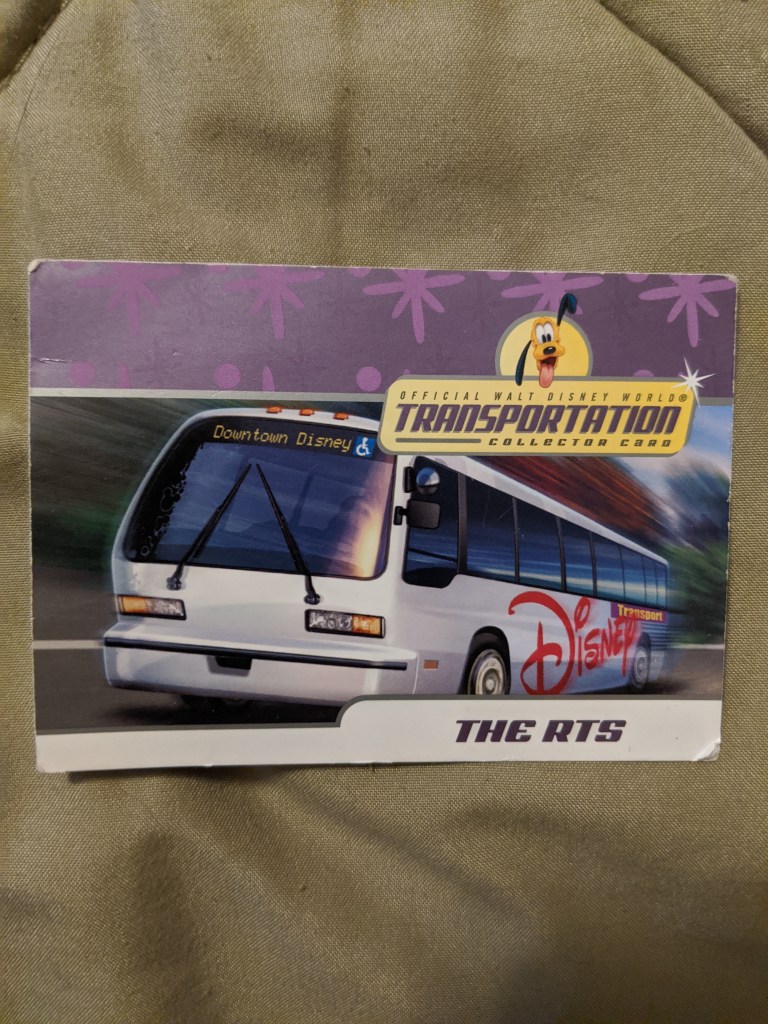 OFFICIAL WALT DISNEY WORLD®
TRANSPORTATION
COLLECTOR CARD
Downtown Disney
Disney
Transport
THE RTS